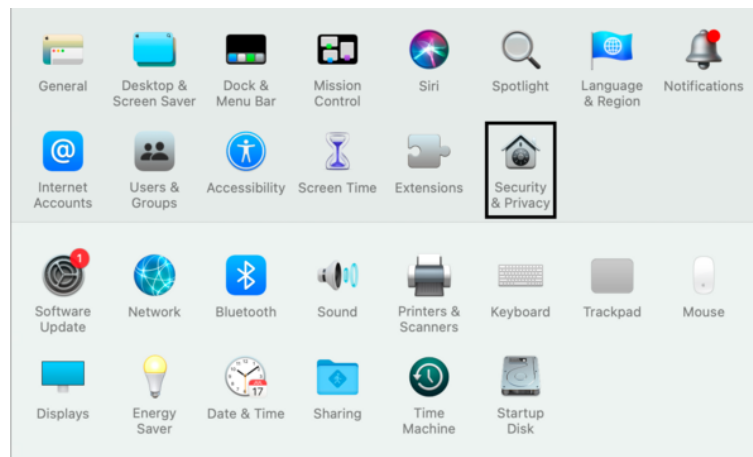 General
Desktop &
Screen Saver
Dock &
Menu Bar
Mission
Control
Siri
Spotlight
Language
& Region
Notifications
@
Internet
Accounts
Users &
Groups
Accessibility
Screen Time
Extensions
Security
& Privacy
1
Software
Update
Network
Bluetooth
Sound
Printers &
Scanners
Keyboard
Trackpad
Mouse
Displays
Energy
Saver
17
Date & Time
Sharing
Time
Machine
Startup
Disk